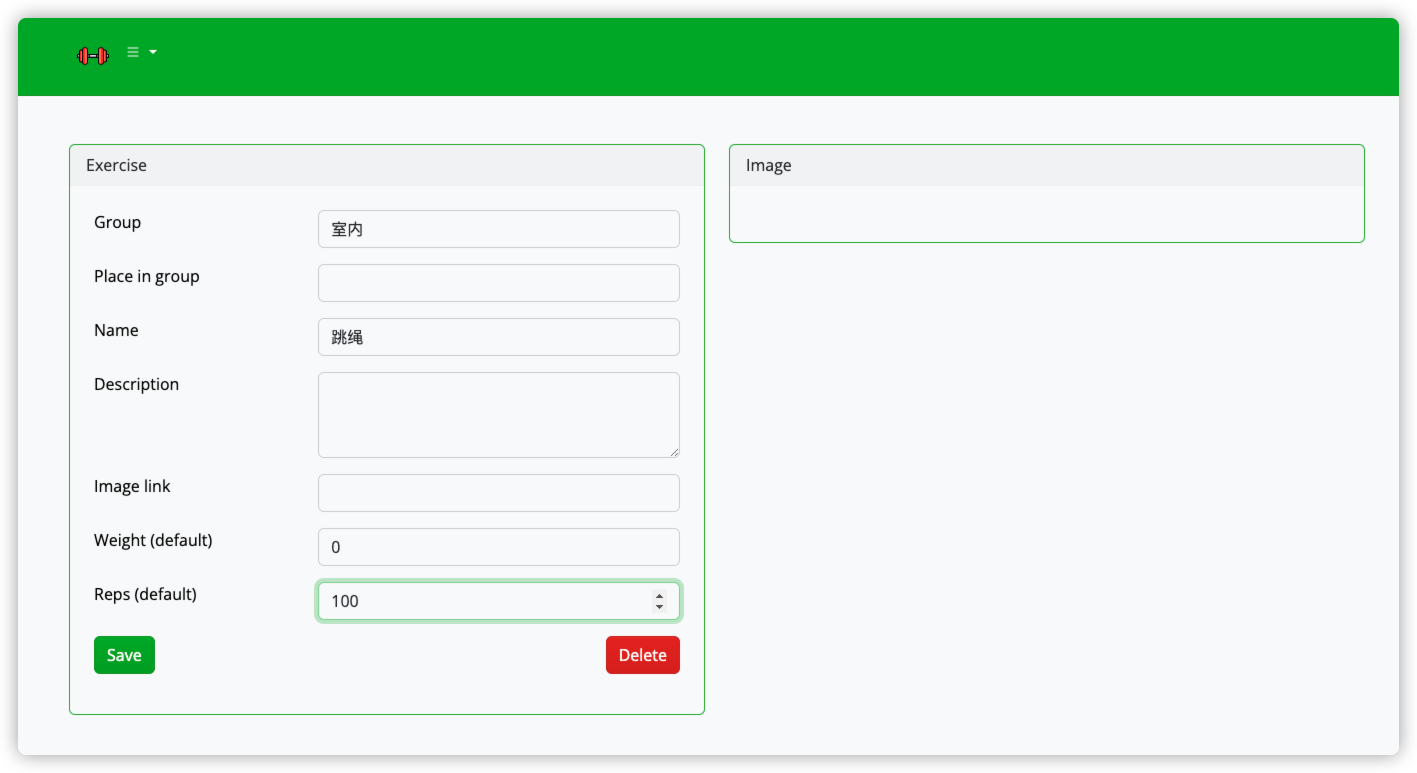 Exercise
Group
室内
Place in group
Name
跳绳
Description
Image link
Weight (default)
0
Reps (default)
100
Save
Delete
Image